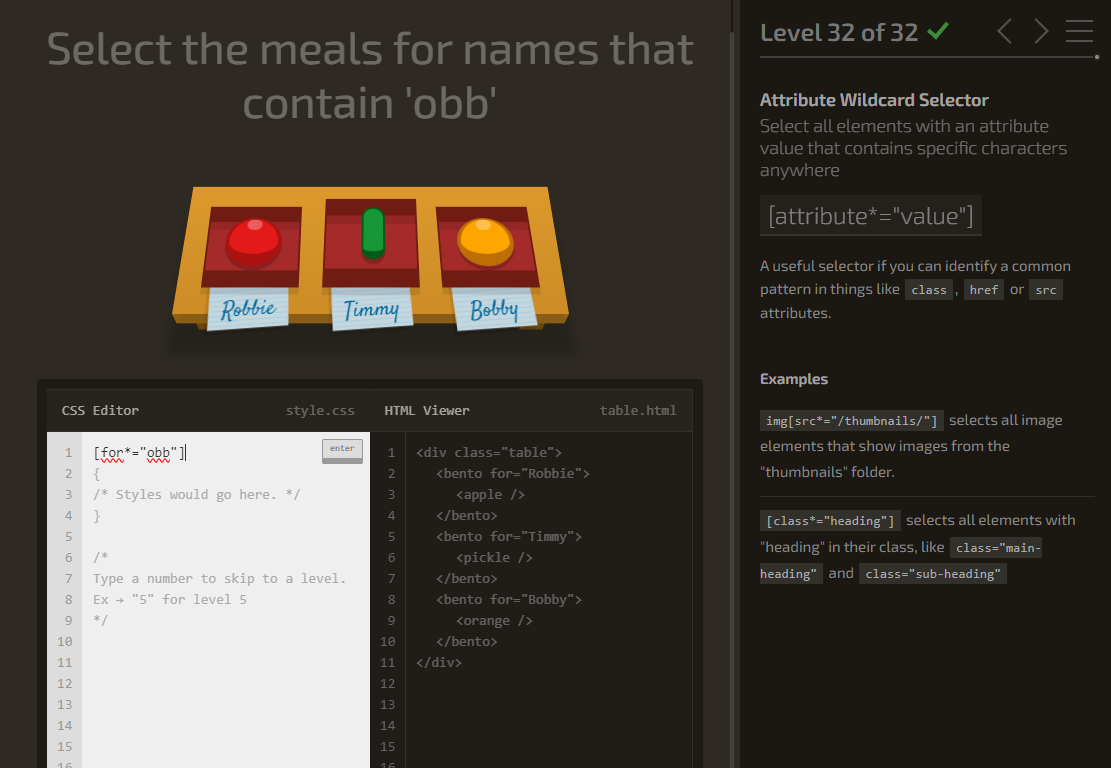 Select the meals for names that
contain 'obb'
Robbie
Timmy
Bobby
CSS Editor
style.css
HTML Viewer
table.html
1
[for*="obb"]
enter
2
{
3
/* Styles would go here. */
4
}
5
6
/*
7
Type a number to skip to a level.
8
Ex → "5" for level 5
9
*/
10
11
12
13
14
15
16
1
<div class="table">
2
<bento for="Robbie">
3
<apple />
4
</bento>
5
<bento for="Timmy">
6
<pickle />
7
</bento>
8
<bento for="Bobby">
9
<orange />
10
</bento>
11
</div>
12
13
14
15
16
Level 32 of 32
Attribute Wildcard Selector
Select all elements with an attribute
value that contains specific characters
anywhere
[attribute*="value"]
A useful selector if you can identify a common
pattern in things like class , href or src
attributes.
Examples
img[src*="/thumbnails/"] selects all image
elements that show images from the
"thumbnails" folder.
[class*="heading"] selects all elements with
"heading" in their class, like class="main-
heading" and class="sub-heading"